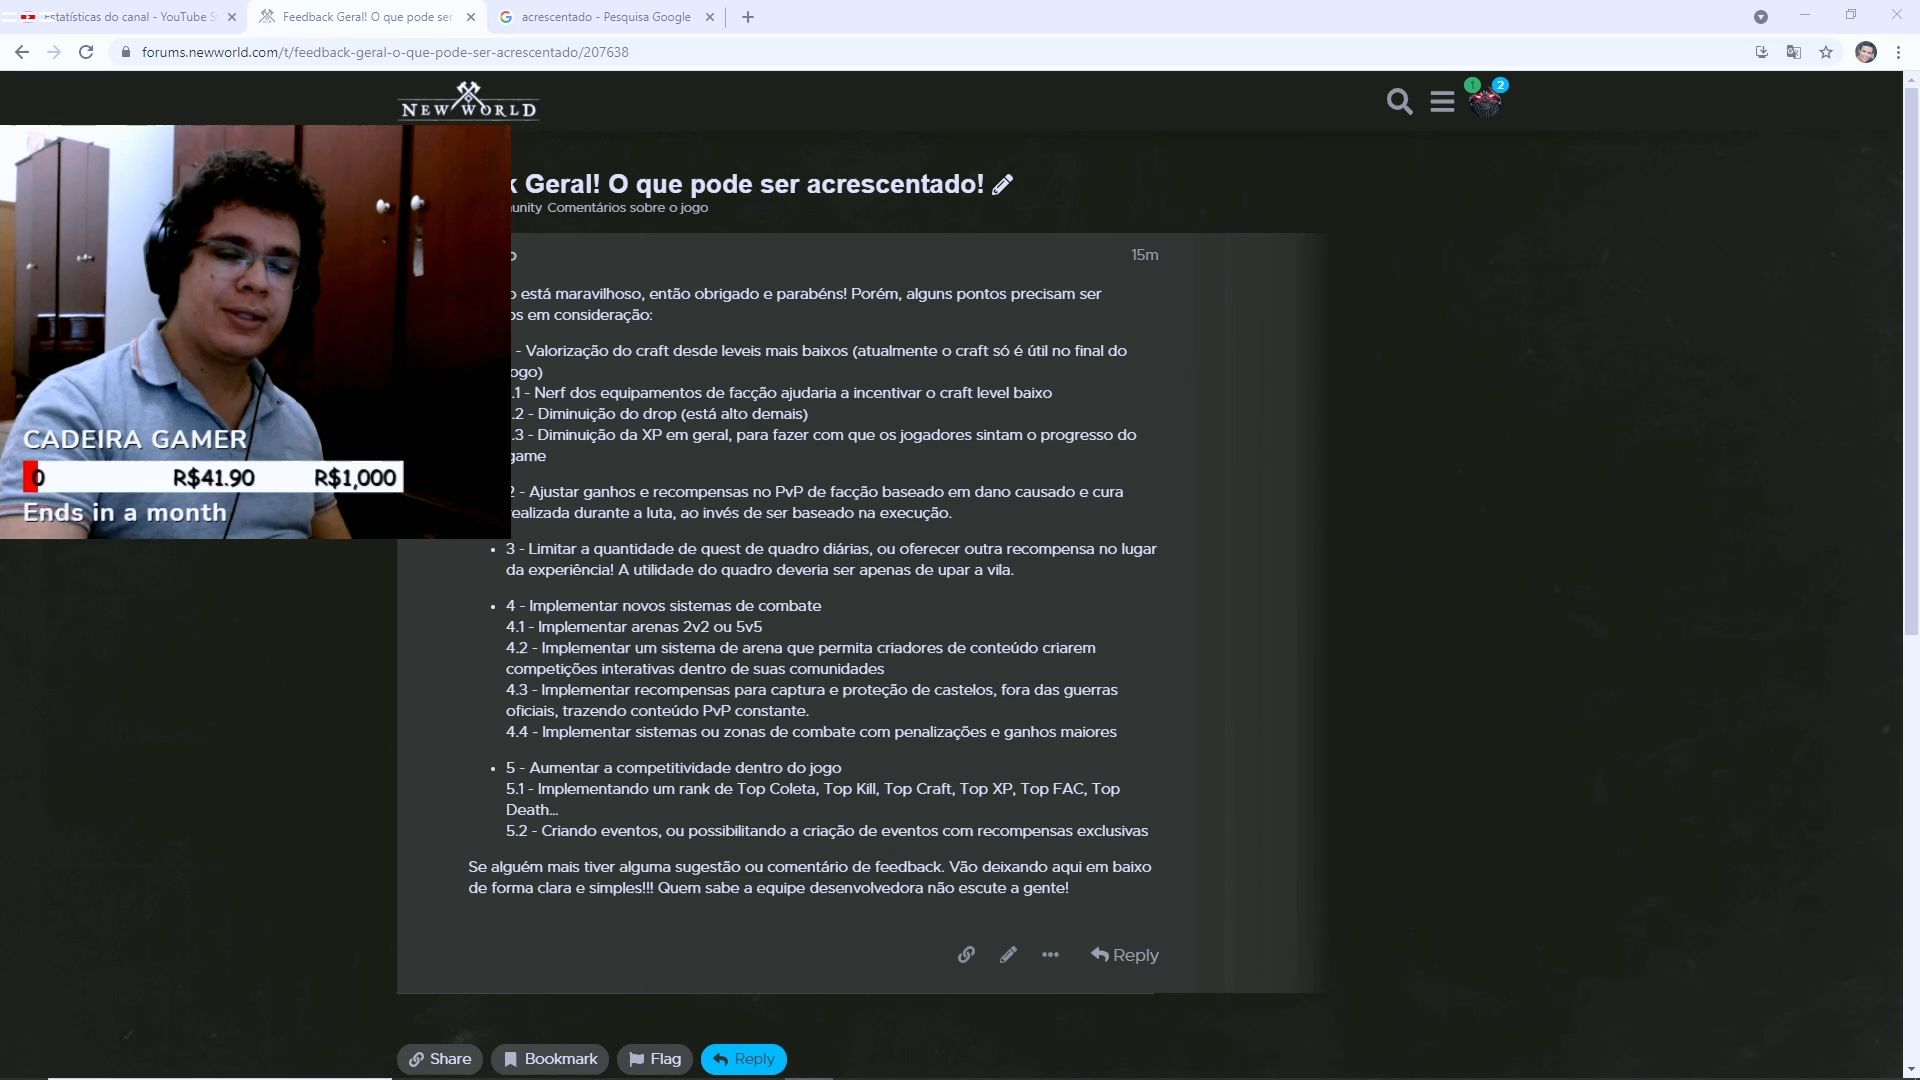 Estatísticas do canal - YouTube S
Feedback Geral! O que pode ser
acrescentado - Pesquisa Google
forums.newworld.com/t/feedback-geral-o-que-pode-ser-acrescentado/207638
NEW WORLD
1
2
k Geral! O que pode ser acrescentado!
unity Comentários sobre o jogo
o
15m
o está maravilhoso, então obrigado e parabéns! Porém, alguns pontos precisam ser
os em consideração:
- Valorização do craft desde leveis mais baixos (atualmente o craft só é útil no final do
ogo)
.1 - Nerf dos equipamentos de facção ajudaria a incentivar o craft level baixo
.2 - Diminuição do drop (está alto demais)
.3 - Diminuição da XP em geral, para fazer com que os jogadores sintam o progresso do
game
2 - Ajustar ganhos e recompensas no PvP de facção baseado em dano causado e cura
realizada durante a luta, ao invés de ser baseado na execução.
• 3 - Limitar a quantidade de quest de quadro diárias, ou oferecer outra recompensa no lugar
da experiência! A utilidade do quadro deveria ser apenas de upar a vila.
• 4 - Implementar novos sistemas de combate
4.1 - Implementar arenas 2v2 ou 5v5
4.2 - Implementar um sistema de arena que permita criadores de conteúdo criarem
competições interativas dentro de suas comunidades
4.3 - Implementar recompensas para captura e proteção de castelos, fora das guerras
oficiais, trazendo conteúdo PvP constante.
4.4 - Implementar sistemas ou zonas de combate com penalizações e ganhos maiores
• 5 - Aumentar a competitividade dentro do jogo
5.1 - Implementando um rank de Top Coleta, Top Kill, Top Craft, Top XP, Top FAC, Top
Death...
5.2 - Criando eventos, ou possibilitando a criação de eventos com recompensas exclusivas
Se alguém mais tiver alguma sugestão ou comentário de feedback. Vão deixando aqui em baixo
de forma clara e simples!!! Quem sabe a equipe desenvolvedora não escute a gente!
Reply
Share
Bookmark
Flag
Reply
CADEIRA GAMER
0 R$41.90 R$1,000
Ends in a month